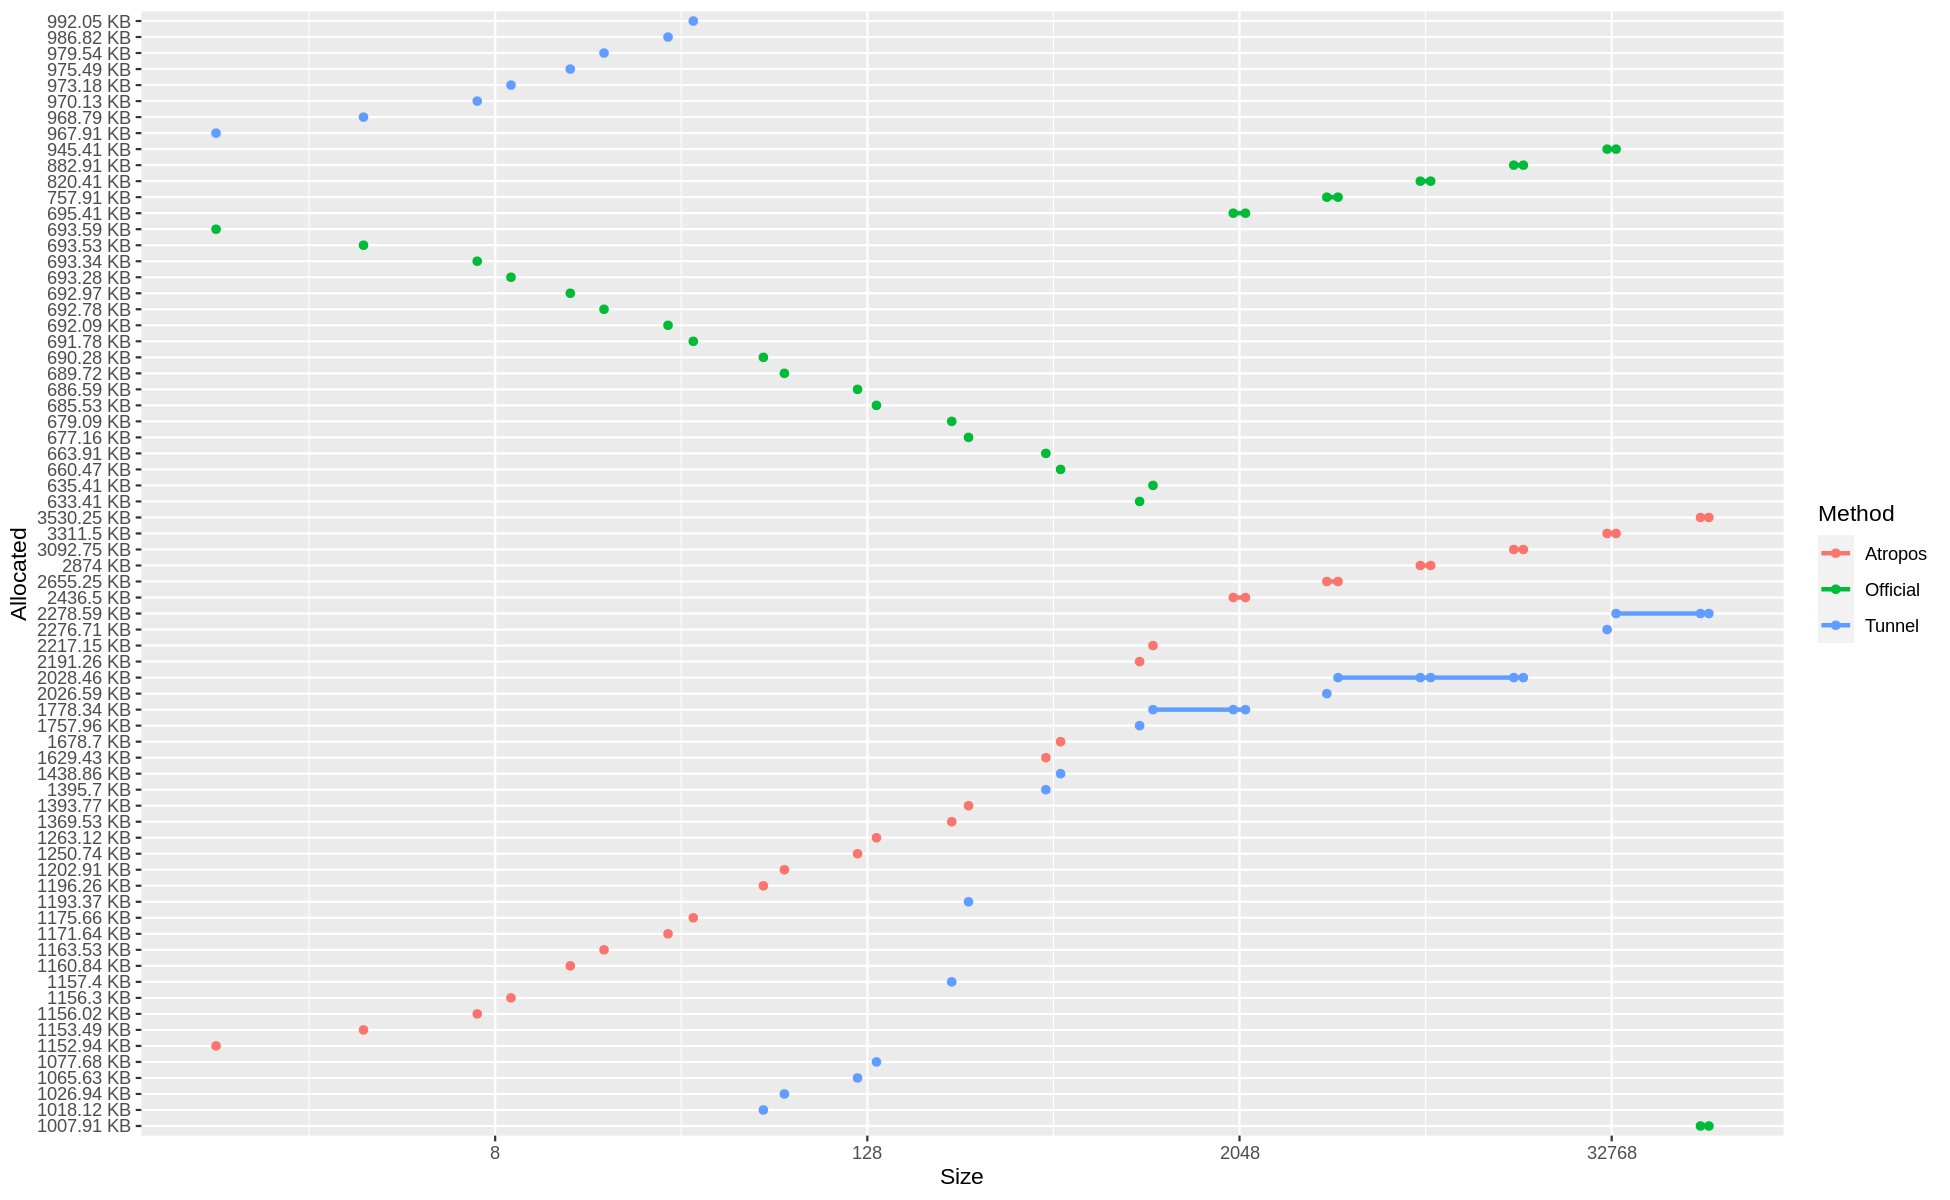 992.05 KB
986.82 KB
979.54 KB
975.49 KB
973.18 KB
970.13 KB
968.79 KB
967.91 KB
945.41 KB
882.91 KB
820.41 KB
757.91 KB
695.41 KB
693.59 KB
693.53 KB
693.34 KB
693.28 KB
692.97 KB
692.78 KB
692.09 KB
691.78 KB
690.28 KB
689.72 KB
686.59 KB
685.53 KB
679.09 KB
677.16 KB
663.91 KB
660.47 KB
635.41 KB
633.41 KB
3530.25 KB
3311.5 KB
3092.75 KB
2874 KB
2655.25 KB
2436.5 KB
2278.59 KB
2276.71 KB
2217.15 KB
2191.26 KB
2028.46 KB
2026.59 KB
1778.34 KB
1757.96 KB
1678.7 KB
1629.43 KB
1438.86 KB
1395.7 KB
1393.77 KB
1369.53 KB
1263.12 KB
1250.74 KB
1202.91 KB
1196.26 KB
1193.37 KB
1175.66 KB
1171.64 KB
1163.53 KB
1160.84 KB
1157.4 KB
1156.3 KB
1156.02 KB
1153.49 KB
1152.94 KB
1077.68 KB
1065.63 KB
1026.94 KB
1018.12 KB
1007.91 KB
Allocated
8 128 2048 32768
Size
Method
Atropos
Official
Tunnel